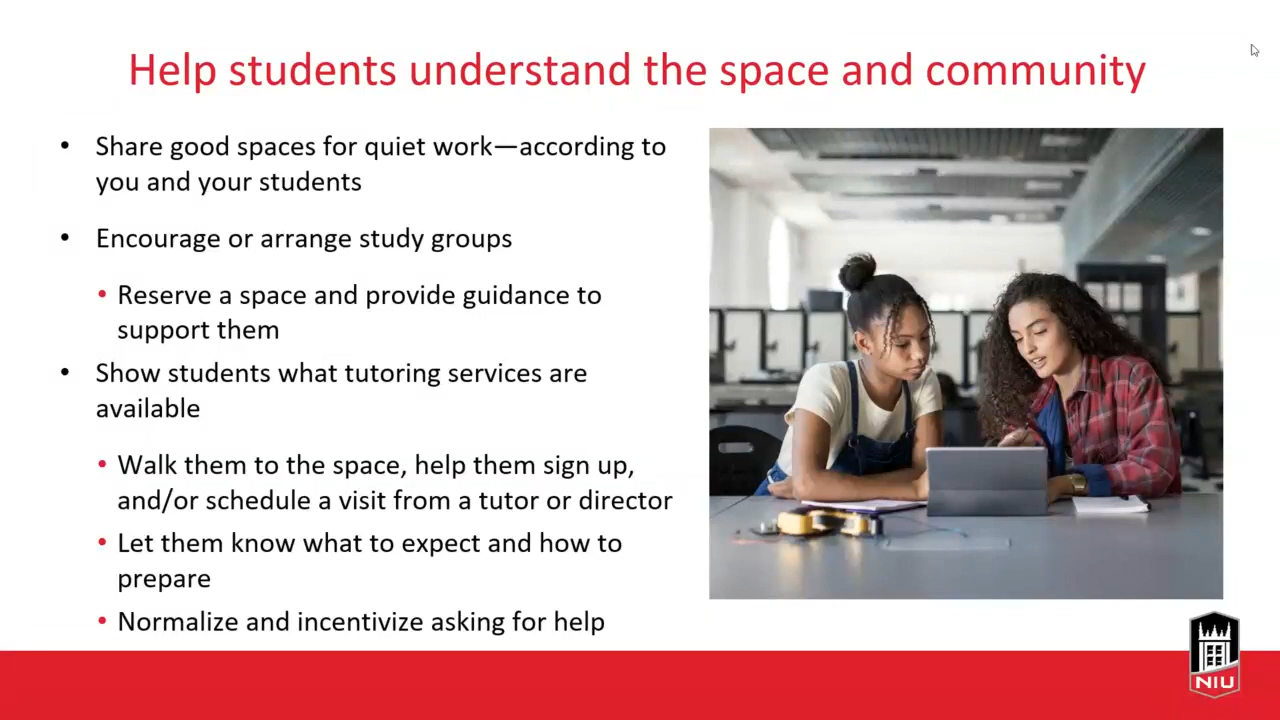 Help students understand the space and community
• Share good spaces for quiet work—according to
you and your students
• Encourage or arrange study groups
• Reserve a space and provide guidance to
support them
• Show students what tutoring services are
available
• Walk them to the space, help them sign up,
and/or schedule a visit from a tutor or director
• Let them know what to expect and how to
prepare
• Normalize and incentivize asking for help
NIU